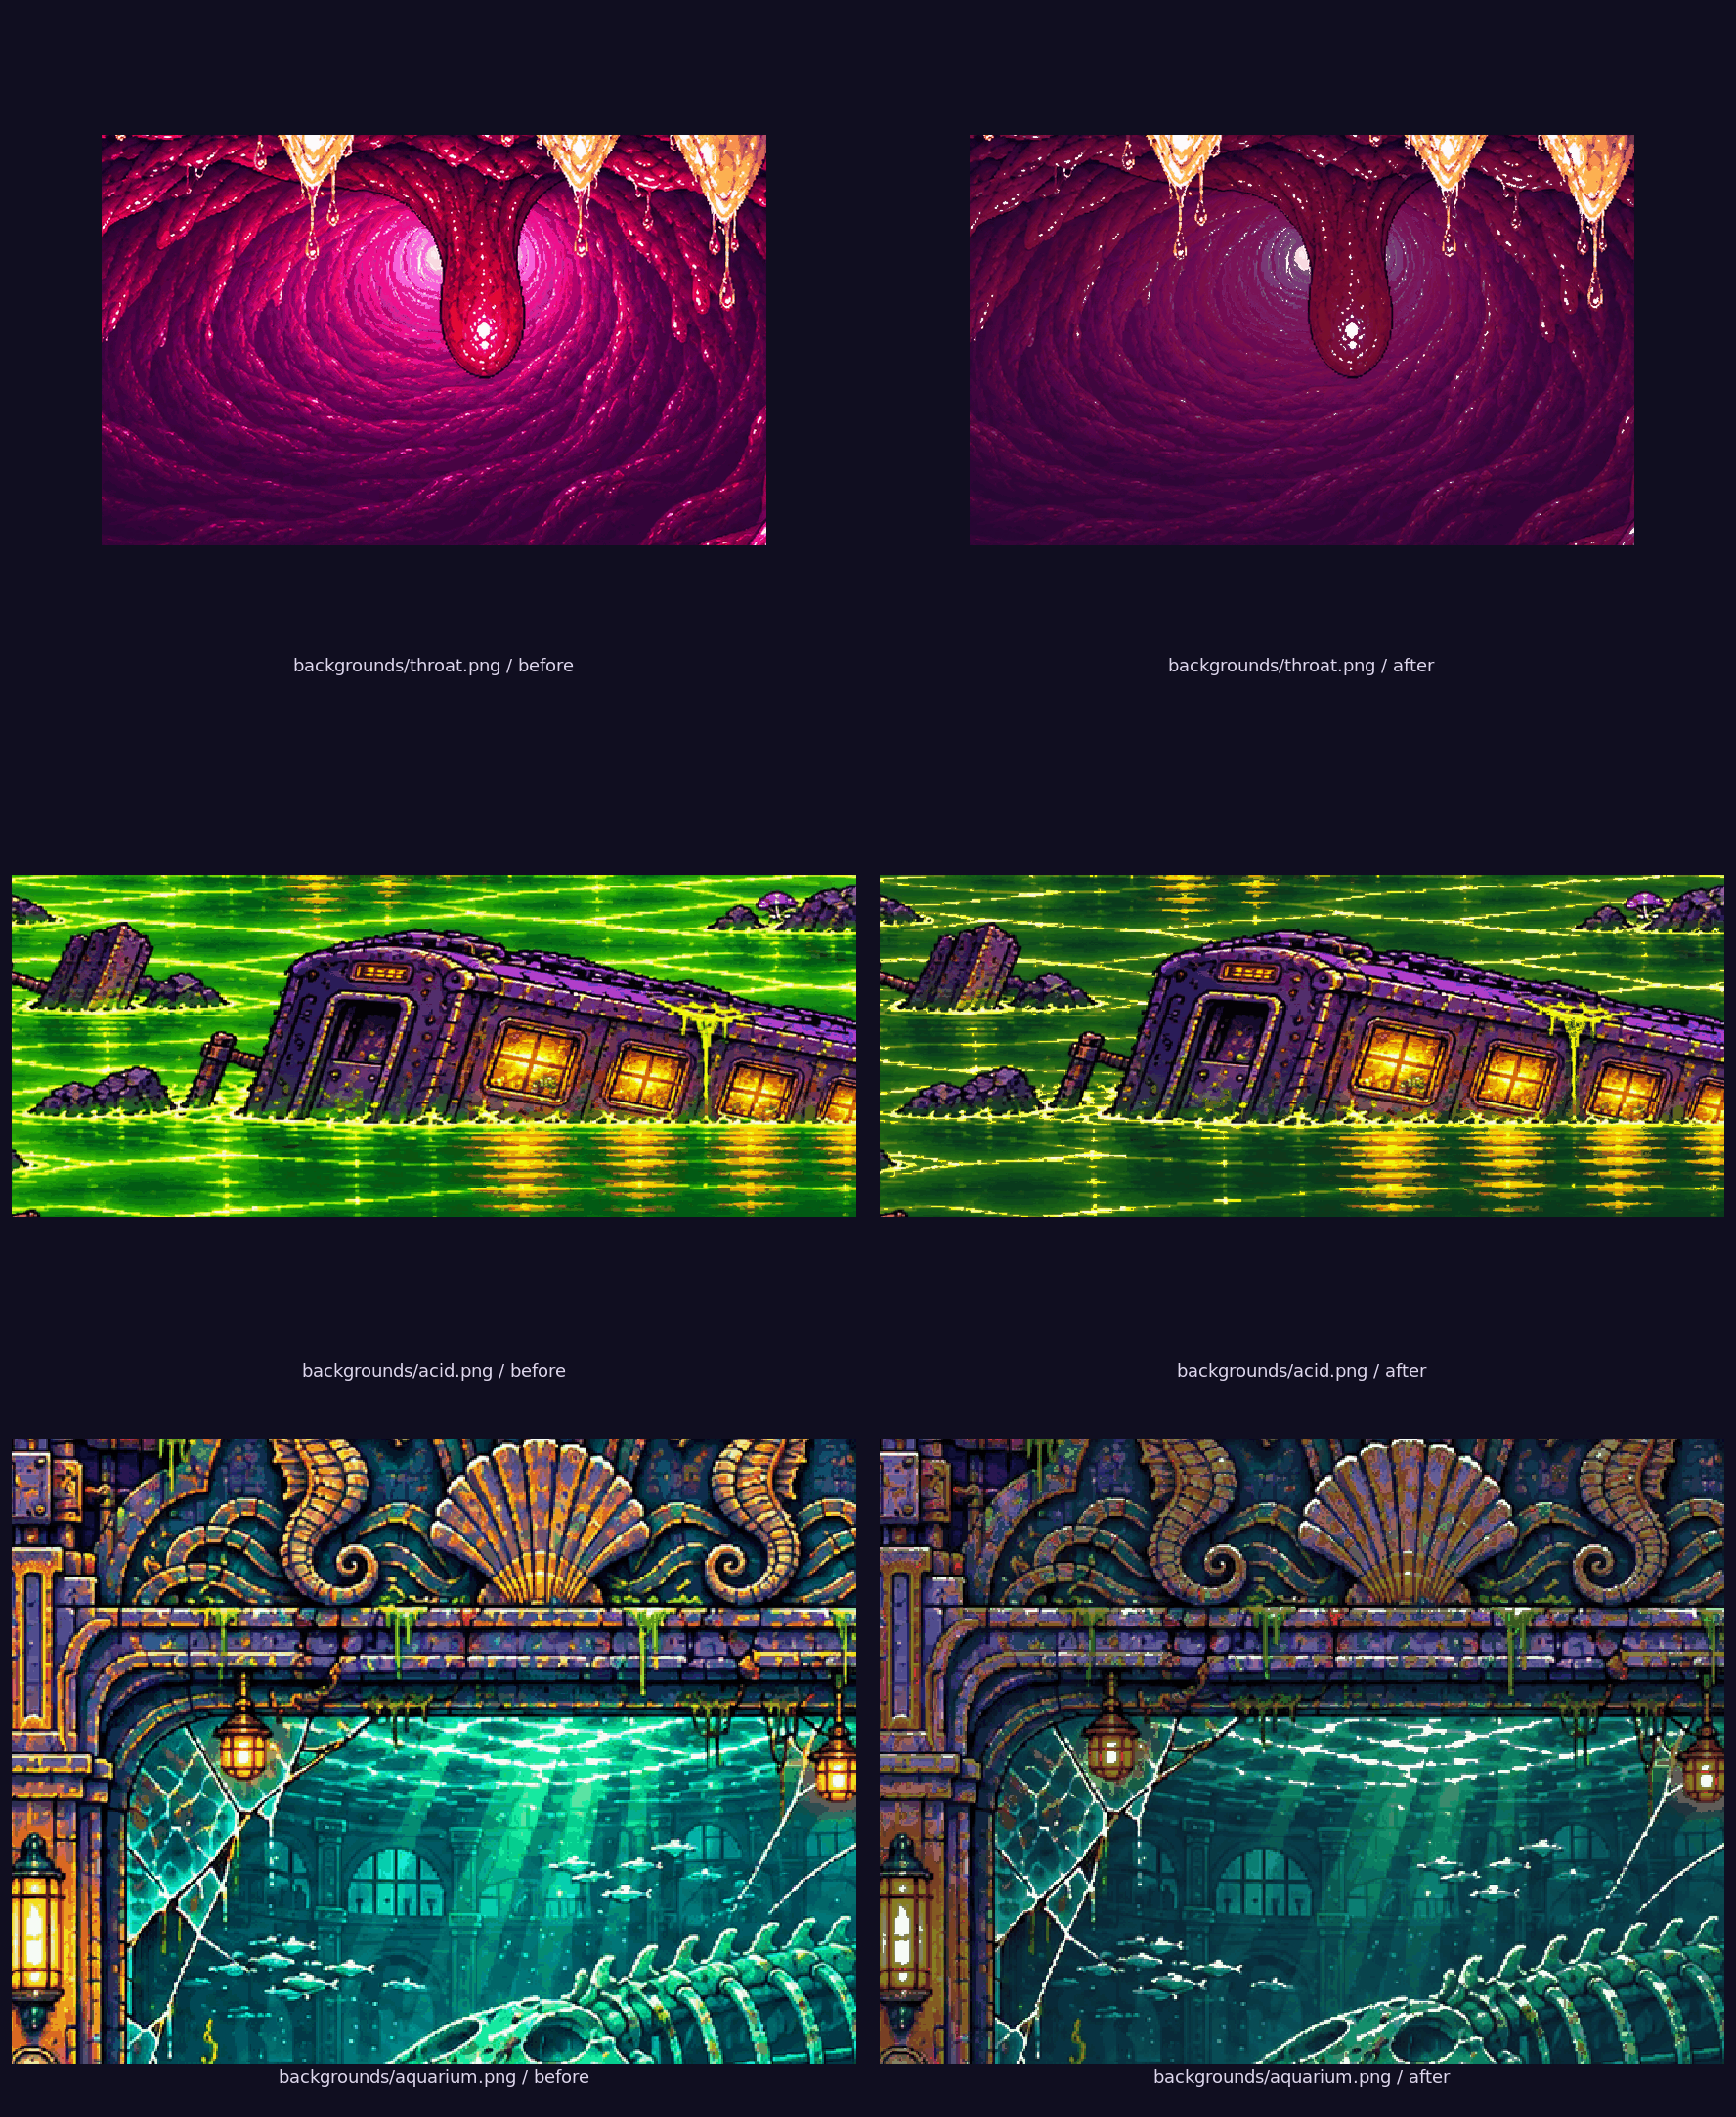 backgrounds/throat.png / before
backgrounds/throat.png / after
backgrounds/acid.png / before
backgrounds/acid.png / after
backgrounds/aquarium.png / before
backgrounds/aquarium.png / after